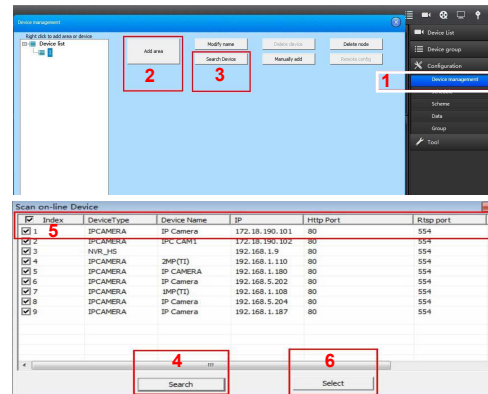 Device management
Right click to add area or device
Device list
1
Add area
Modify name
Delete device
Delete node
Search Device
Manually add
Remote config
2
3
1
Device List
Device group
Configuration
Device management
Scheme
Data
Group
Tool
Scan on-line Device
Index DeviceType Device Name IP Http Port Rtsp port
5
1 IPCAMERA IP Camera 172.18.190.101 80 554
2 IPCAMERA IPC CAM1 172.18.190.102 80 554
3 NVR_HS 192.168.1.9 80 554
4 IPCAMERA 2MP(TI) 192.168.1.110 80 554
5 IPCAMERA IP CAMERA 192.168.1.180 80 554
6 IPCAMERA IP Camera 192.168.5.202 80 554
7 IPCAMERA 1MP(TI) 192.168.1.108 80 554
8 IPCAMERA IP Camera 192.168.5.204 80 554
9 IPCAMERA IP Camera 192.168.1.187 80 554
4
6
Search
Select